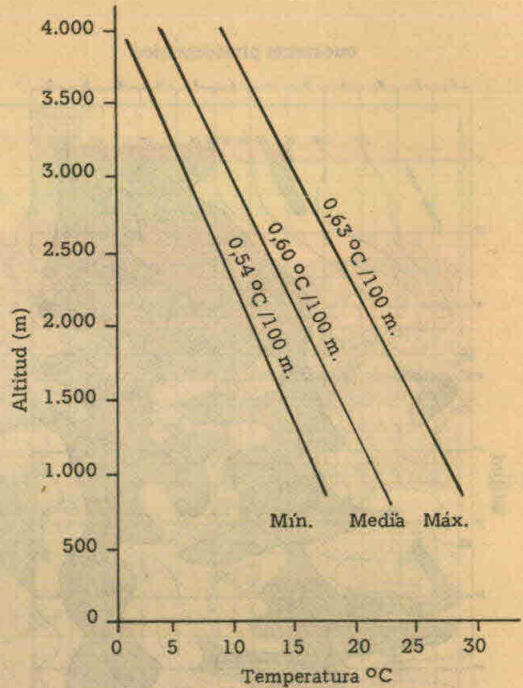 4.000
3.500
3.000
2.500
2.000
1.500
1.000
500
0
Altitud (m)
0,54 ºC/100 m.
0,60 ºC/100 m.
0,63 ºC/100 m.
Mín. Media Máx.
0 5 10 15 20 25 30
Temperatura ºC